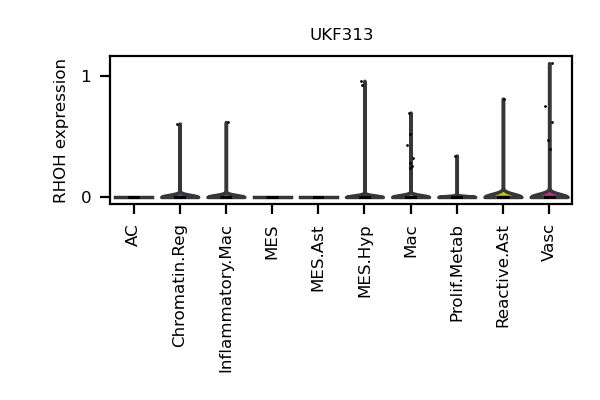 UKF313
RHOH expression
1
0
AC
Chromatin.Reg
Inflammatory.Mac
MES
MES.Ast
MES.Hyp
Mac
Prolif.Metab
Reactive.Ast
Vasc